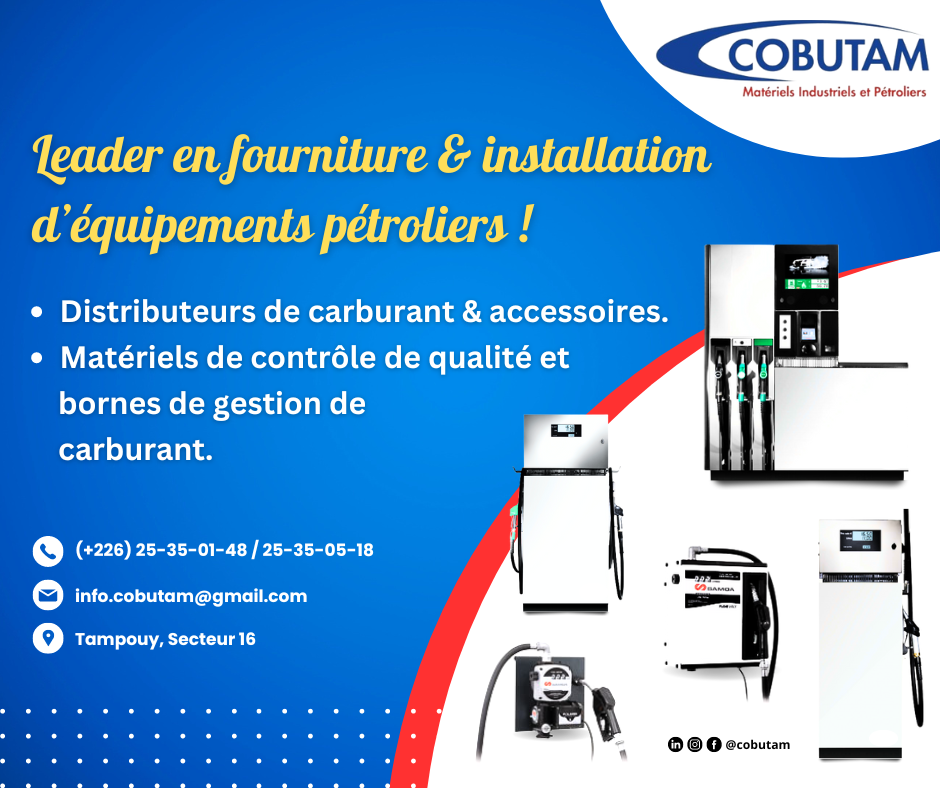 COBUTAM
Matériels Industriels et Pétroliers
Leader en fourniture & installation
d’équipements pétroliers !
• Distributeurs de carburant & accessoires.
• Matériels de contrôle de qualité et
bornes de gestion de
carburant.
(+226) 25-35-01-48 / 25-35-05-18
info.cobutam@gmail.com
Tampouy, Secteur 16
SAMOA
@cobutam